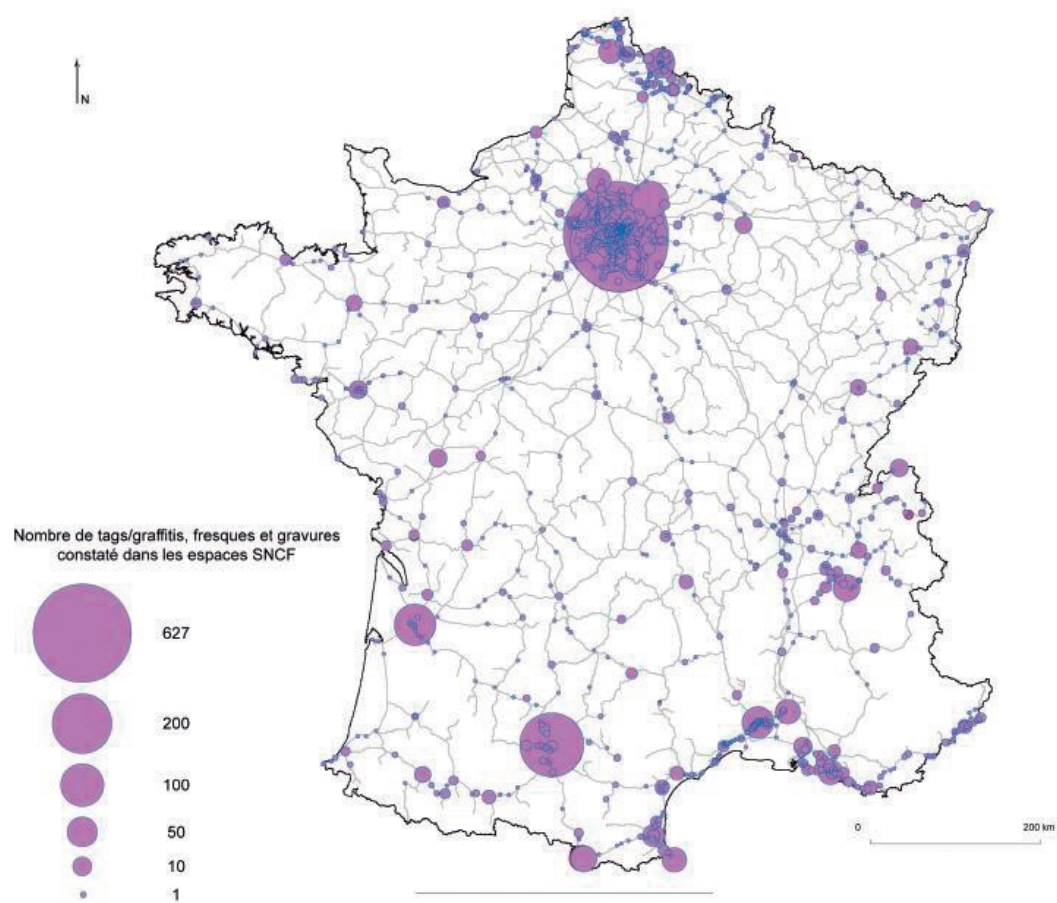 N
Nombre de tags/graffitis, fresques et gravures
constaté dans les espaces SNCF
627
200
100
50
10
1
0 200 km